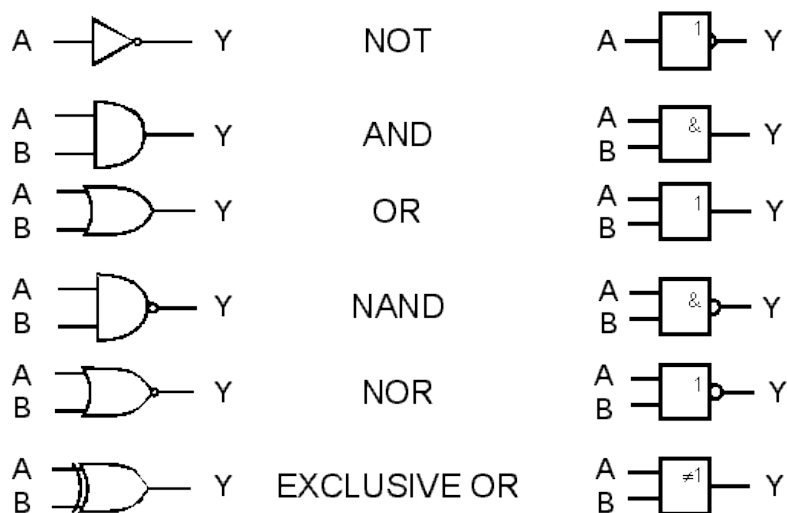 A Y NOT A 1 Y
A Y AND A & Y
B B
A Y OR A 1 Y
B B
A Y NAND A & Y
B B
A Y NOR A 1 Y
B B
A Y EXCLUSIVE OR A ≠1 Y
B B